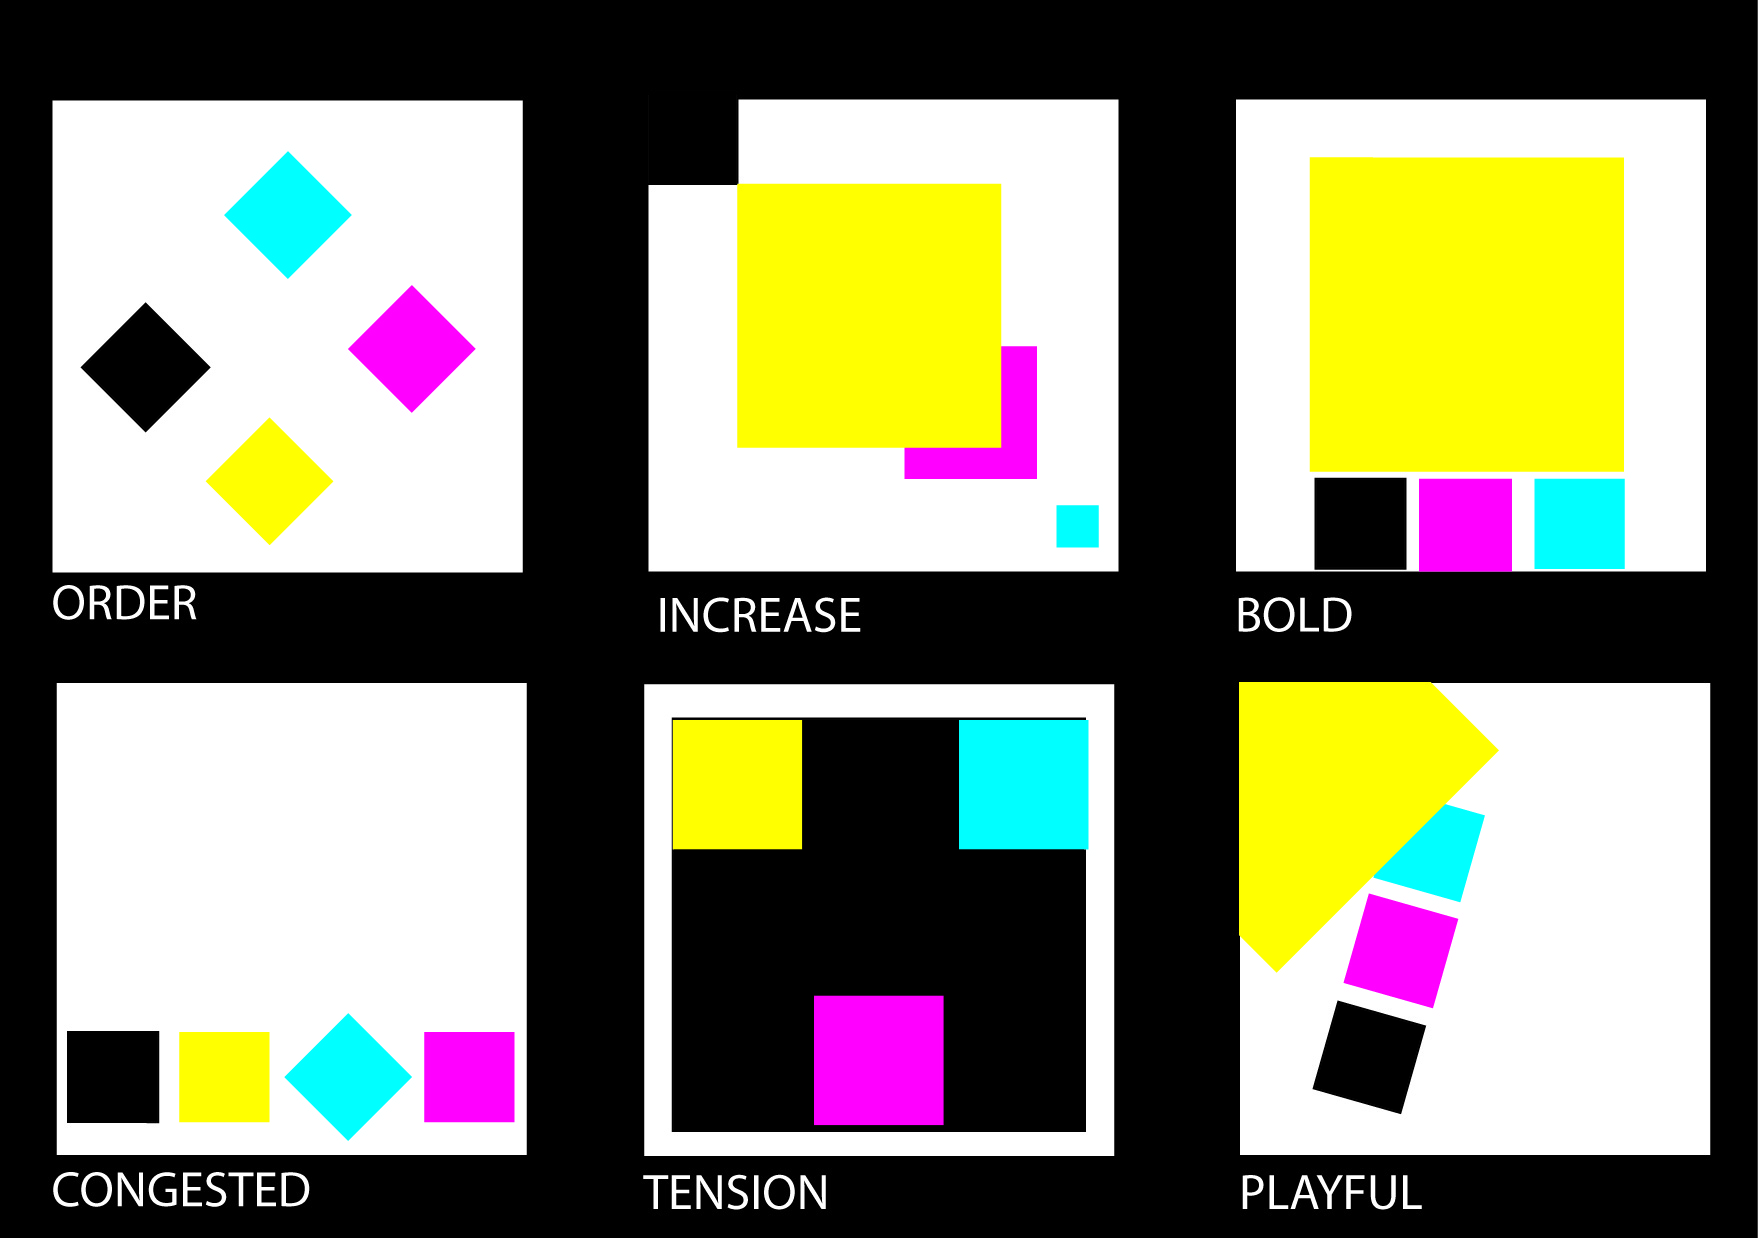 ORDER
INCREASE
BOLD
CONGESTED
TENSION
PLAYFUL